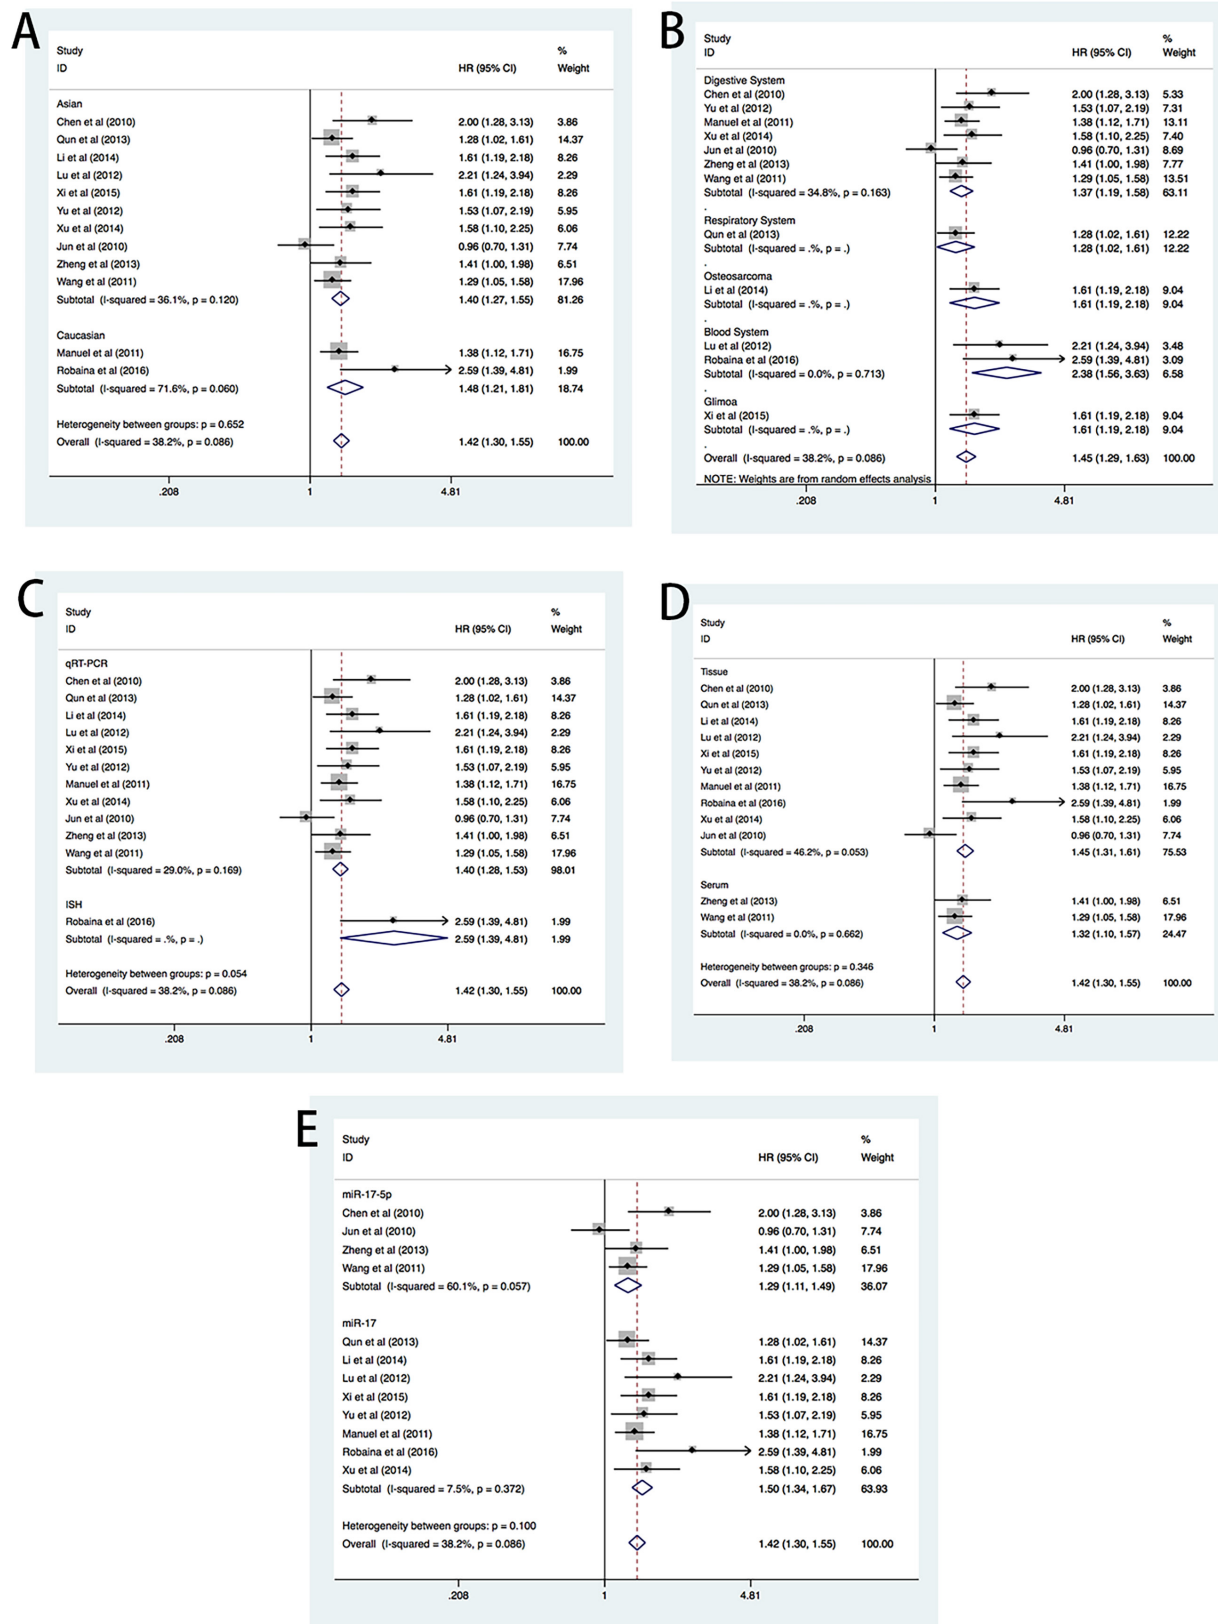 A
Study %
ID HR (95% CI) Weight
Asian
Chen et al (2010) 2.00 (1.28, 3.13) 3.86
Qun et al (2013) 1.28 (1.02, 1.61) 14.37
Li et al (2014) 1.61 (1.19, 2.18) 8.26
Lu et al (2012) 2.21 (1.24, 3.94) 2.29
Xi et al (2015) 1.61 (1.19, 2.18) 8.26
Yu et al (2012) 1.53 (1.07, 2.19) 5.95
Xu et al (2014) 1.58 (1.10, 2.25) 6.06
Jun et al (2010) 0.96 (0.70, 1.31) 7.74
Zheng et al (2013) 1.41 (1.00, 1.98) 6.51
Wang et al (2011) 1.29 (1.05, 1.58) 17.96
Subtotal (I-squared = 36.1%, p = 0.120) 1.40 (1.27, 1.55) 81.26
Caucasian
Manuel et al (2011) 1.38 (1.12, 1.71) 16.75
Robaina et al (2016) 2.59 (1.39, 4.81) 1.99
Subtotal (I-squared = 71.6%, p = 0.060) 1.48 (1.21, 1.81) 18.74
Heterogeneity between groups: p = 0.652
Overall (I-squared = 38.2%, p = 0.086) 1.42 (1.30, 1.55) 100.00
.208 1 4.81
B
Study %
ID HR (95% CI) Weight
Digestive System
Chen et al (2010) 2.00 (1.28, 3.13) 5.33
Yu et al (2012) 1.53 (1.07, 2.19) 7.31
Manuel et al (2011) 1.38 (1.12, 1.71) 13.11
Xu et al (2014) 1.58 (1.10, 2.25) 7.40
Jun et al (2010) 0.96 (0.70, 1.31) 8.69
Zheng et al (2013) 1.41 (1.00, 1.98) 7.77
Wang et al (2011) 1.29 (1.05, 1.58) 13.51
Subtotal (I-squared = 34.8%, p = 0.163) 1.37 (1.19, 1.58) 63.11
.
Respiratory System
Qun et al (2013) 1.28 (1.02, 1.61) 12.22
Subtotal (I-squared = .%, p = .) 1.28 (1.02, 1.61) 12.22
.
Osteosarcoma
Li et al (2014) 1.61 (1.19, 2.18) 9.04
Subtotal (I-squared = .%, p = .) 1.61 (1.19, 2.18) 9.04
.
Blood System
Lu et al (2012) 2.21 (1.24, 3.94) 3.48
Robaina et al (2016) 2.59 (1.39, 4.81) 3.09
Subtotal (I-squared = 0.0%, p = 0.713) 2.38 (1.56, 3.63) 6.58
.
Glimoa
Xi et al (2015) 1.61 (1.19, 2.18) 9.04
Subtotal (I-squared = .%, p = .) 1.61 (1.19, 2.18) 9.04
.
Overall (I-squared = 38.2%, p = 0.086) 1.45 (1.29, 1.63) 100.00
NOTE: Weights are from random effects analysis
.208 1 4.81
C
Study %
ID HR (95% CI) Weight
qRT-PCR
Chen et al (2010) 2.00 (1.28, 3.13) 3.86
Qun et al (2013) 1.28 (1.02, 1.61) 14.37
Li et al (2014) 1.61 (1.19, 2.18) 8.26
Lu et al (2012) 2.21 (1.24, 3.94) 2.29
Xi et al (2015) 1.61 (1.19, 2.18) 8.26
Yu et al (2012) 1.53 (1.07, 2.19) 5.95
Manuel et al (2011) 1.38 (1.12, 1.71) 16.75
Xu et al (2014) 1.58 (1.10, 2.25) 6.06
Jun et al (2010) 0.96 (0.70, 1.31) 7.74
Zheng et al (2013) 1.41 (1.00, 1.98) 6.51
Wang et al (2011) 1.29 (1.05, 1.58) 17.96
Subtotal (I-squared = 29.0%, p = 0.169) 1.40 (1.28, 1.53) 98.01
ISH
Robaina et al (2016) 2.59 (1.39, 4.81) 1.99
Subtotal (I-squared = .%, p = .) 2.59 (1.39, 4.81) 1.99
Heterogeneity between groups: p = 0.054
Overall (I-squared = 38.2%, p = 0.086) 1.42 (1.30, 1.55) 100.00
.208 1 4.81
D
Study %
ID HR (95% CI) Weight
Tissue
Chen et al (2010) 2.00 (1.28, 3.13) 3.86
Qun et al (2013) 1.28 (1.02, 1.61) 14.37
Li et al (2014) 1.61 (1.19, 2.18) 8.26
Lu et al (2012) 2.21 (1.24, 3.94) 2.29
Xi et al (2015) 1.61 (1.19, 2.18) 8.26
Yu et al (2012) 1.53 (1.07, 2.19) 5.95
Manuel et al (2011) 1.38 (1.12, 1.71) 16.75
Robaina et al (2016) 2.59 (1.39, 4.81) 1.99
Xu et al (2014) 1.58 (1.10, 2.25) 6.06
Jun et al (2010) 0.96 (0.70, 1.31) 7.74
Subtotal (I-squared = 46.2%, p = 0.053) 1.45 (1.31, 1.61) 75.53
Serum
Zheng et al (2013) 1.41 (1.00, 1.98) 6.51
Wang et al (2011) 1.29 (1.05, 1.58) 17.96
Subtotal (I-squared = 0.0%, p = 0.662) 1.32 (1.10, 1.57) 24.47
Heterogeneity between groups: p = 0.346
Overall (I-squared = 38.2%, p = 0.086) 1.42 (1.30, 1.55) 100.00
.208 1 4.81
E
Study %
ID HR (95% CI) Weight
miR-17-5p
Chen et al (2010) 2.00 (1.28, 3.13) 3.86
Jun et al (2010) 0.96 (0.70, 1.31) 7.74
Zheng et al (2013) 1.41 (1.00, 1.98) 6.51
Wang et al (2011) 1.29 (1.05, 1.58) 17.96
Subtotal (I-squared = 60.1%, p = 0.057) 1.29 (1.11, 1.49) 36.07
miR-17
Qun et al (2013) 1.28 (1.02, 1.61) 14.37
Li et al (2014) 1.61 (1.19, 2.18) 8.26
Lu et al (2012) 2.21 (1.24, 3.94) 2.29
Xi et al (2015) 1.61 (1.19, 2.18) 8.26
Yu et al (2012) 1.53 (1.07, 2.19) 5.95
Manuel et al (2011) 1.38 (1.12, 1.71) 16.75
Robaina et al (2016) 2.59 (1.39, 4.81) 1.99
Xu et al (2014) 1.58 (1.10, 2.25) 6.06
Subtotal (I-squared = 7.5%, p = 0.372) 1.50 (1.34, 1.67) 63.93
Heterogeneity between groups: p = 0.100
Overall (I-squared = 38.2%, p = 0.086) 1.42 (1.30, 1.55) 100.00
.208 1 4.81